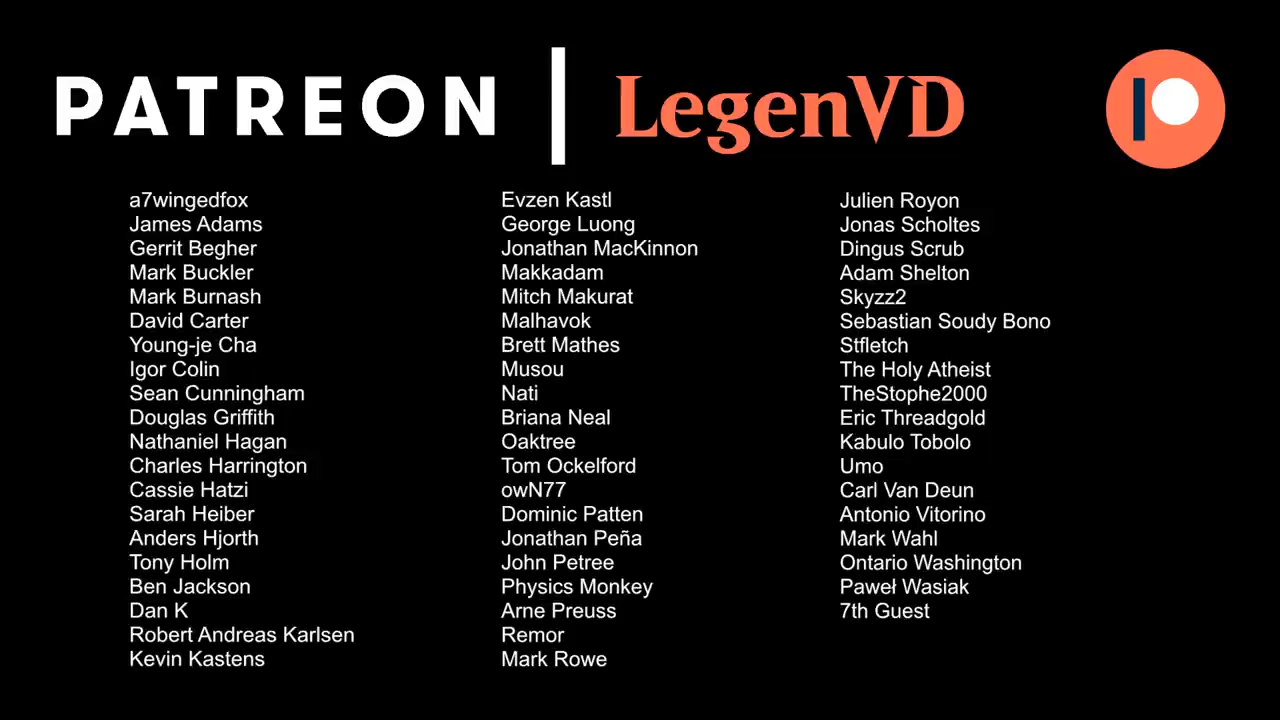 PATREON | LegenVD
a7wingedfox
James Adams
Gerrit Begher
Mark Buckler
Mark Burnash
David Carter
Young-je Cha
Igor Colin
Sean Cunningham
Douglas Griffith
Nathaniel Hagan
Charles Harrington
Cassie Hatzi
Sarah Heiber
Anders Hjorth
Tony Holm
Ben Jackson
Dan K
Robert Andreas Karlsen
Kevin Kastens
Evzen Kastl
George Luong
Jonathan MacKinnon
Makkadam
Mitch Makurat
Malhavok
Brett Mathes
Musou
Nati
Briana Neal
Oaktree
Tom Ockelford
owN77
Dominic Patten
Jonathan Peña
John Petree
Physics Monkey
Arne Preuss
Remor
Mark Rowe
Julien Royon
Jonas Scholtes
Dingus Scrub
Adam Shelton
Skyzz2
Sebastian Soudy Bono
Stfletch
The Holy Atheist
TheStophe2000
Eric Threadgold
Kabulo Tobolo
Umo
Carl Van Deun
Antonio Vitorino
Mark Wahl
Ontario Washington
Paweł Wasiak
7th Guest